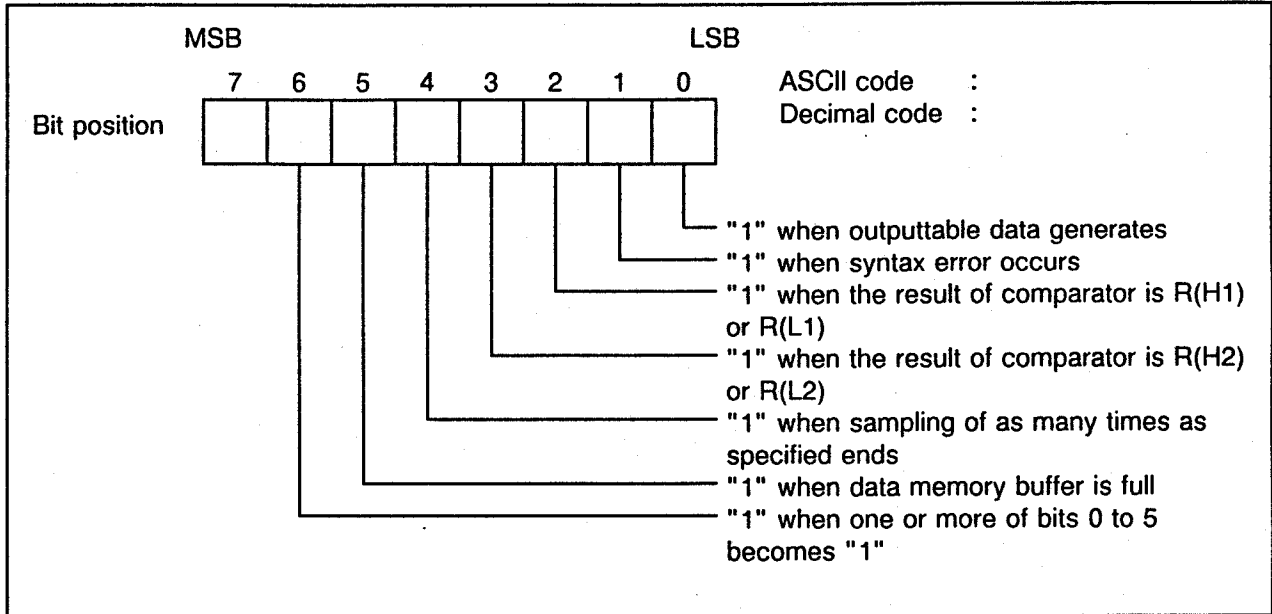 MSB LSB
7 6 5 4 3 2 1 0
ASCII code :
Decimal code :
Bit position
"1" when outputtable data generates
"1" when syntax error occurs
"1" when the result of comparator is R(H1)
or R(L1)
"1" when the result of comparator is R(H2)
or R(L2)
"1" when sampling of as many times as
specified ends
"1" when data memory buffer is full
"1" when one or more of bits 0 to 5
becomes "1"